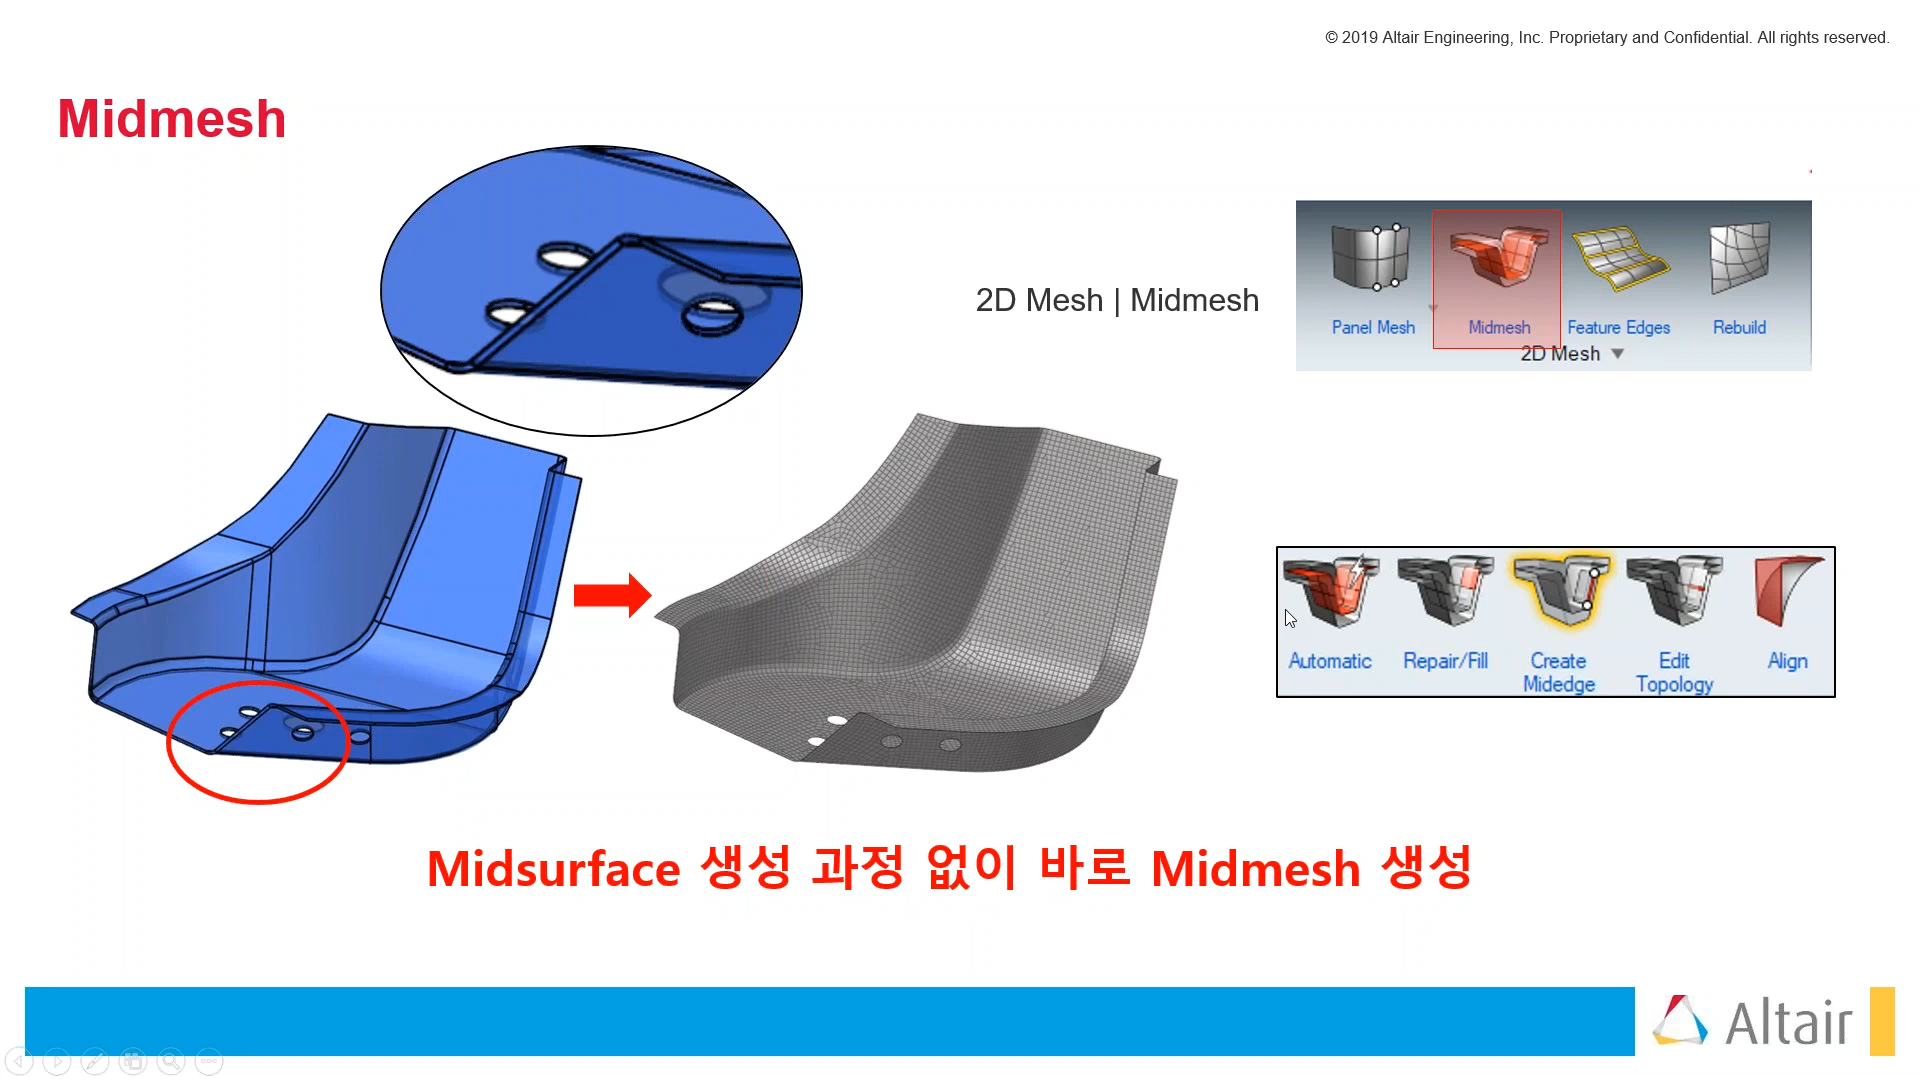 © 2019 Altair Engineering, Inc. Proprietary and Confidential. All rights reserved.
Midmesh
2D Mesh | Midmesh
Panel Mesh Midmesh Feature Edges Rebuild
2D Mesh
Automatic Repair/Fill Create Midedge Edit Topology Align
Midsurface 생성 과정 없이 바로 Midmesh 생성
Altair